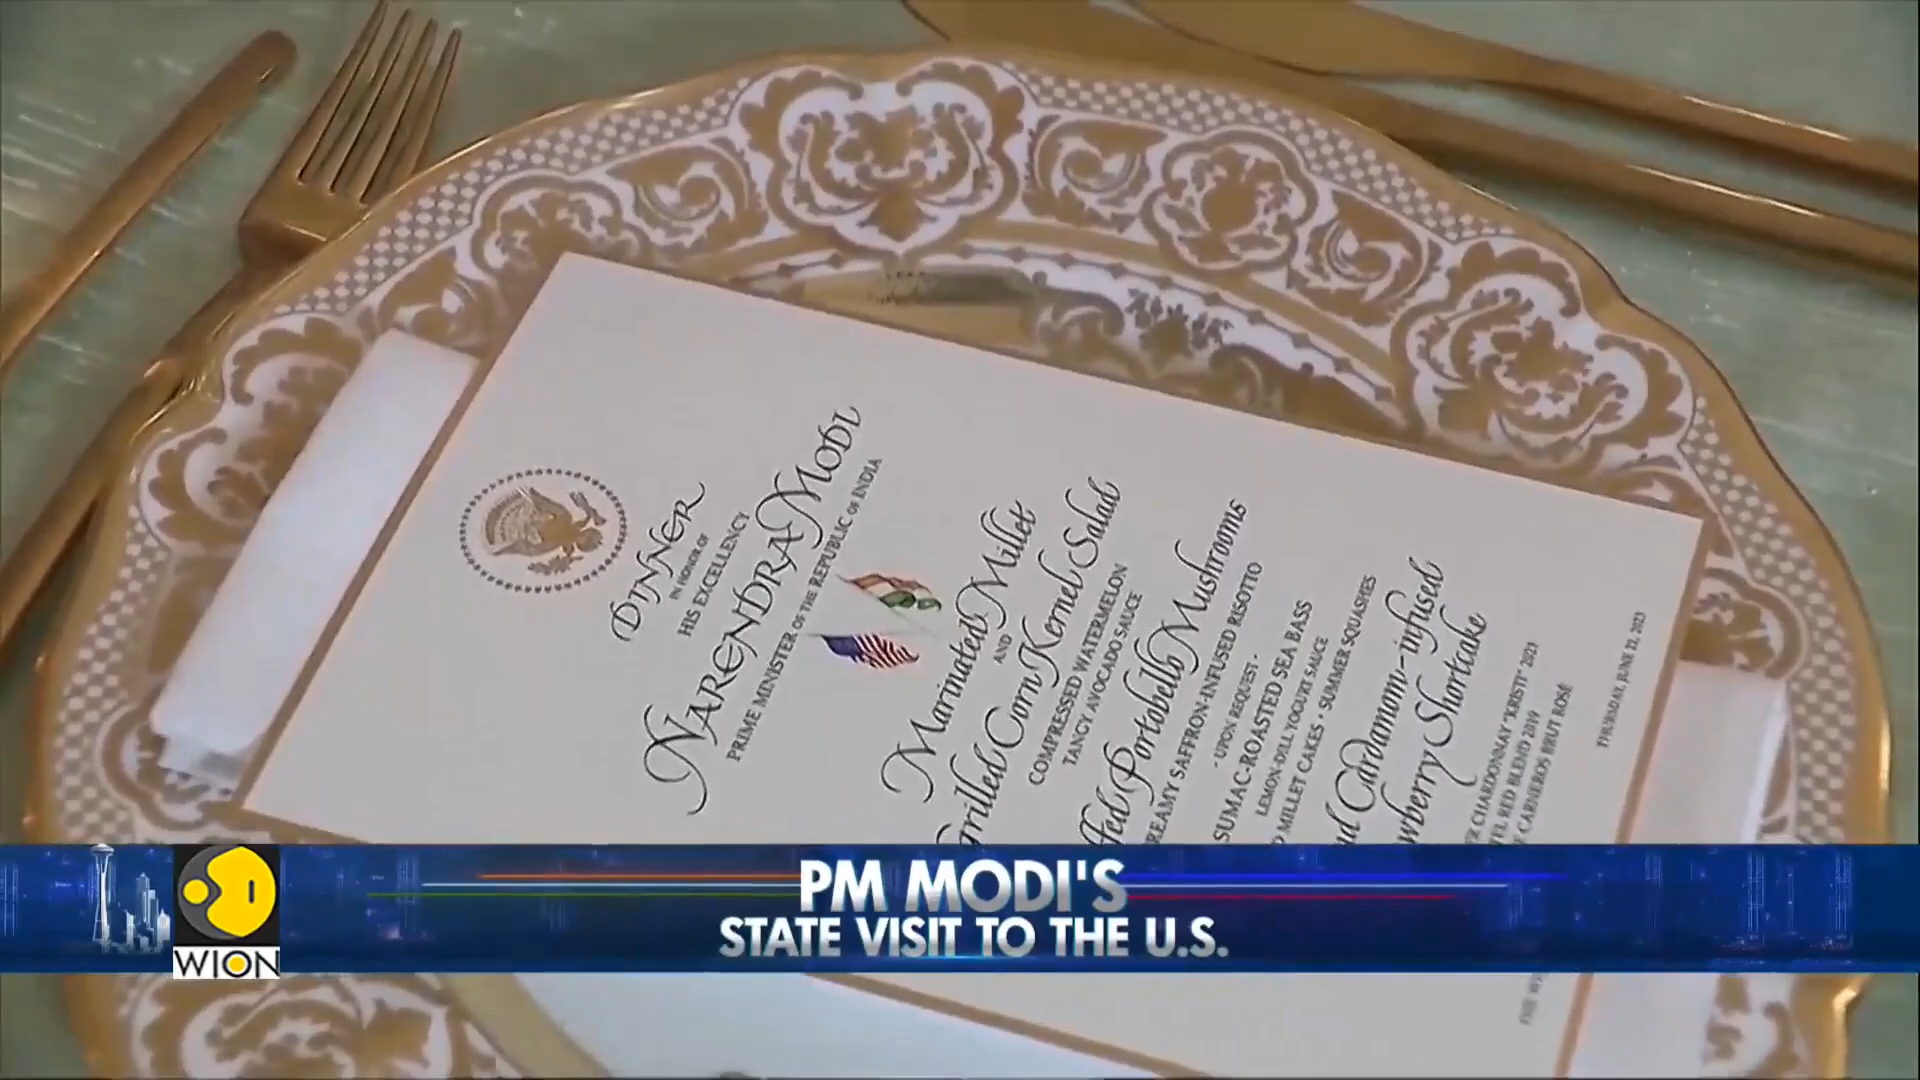 DINNER
IN HONOR OF
HIS EXCELLENCY
NARENDRA MODI
PRIME MINISTER OF THE REPUBLIC OF INDIA
Marinated Millet
AND
Grilled Corn Kernel Salad
COMPRESSED WATERMELON
TANGY AVOCADO SAUCE
Portobello Mushrooms
SAFFRON-INFUSED RISOTTO
- UPON REQUEST -
SUMAC-ROASTED SEA BASS
LEMON-DILL YOGURT SAUCE
MILLET CAKES • SUMMER SQUASHES
Cardamom-infused
Shortcake
CHARDONNAY "KRISTI" 2021
RED BLEND 2019
CARNEROS BRUT ROSÉ
THURSDAY, JUNE 22, 2023
PM MODI'S
STATE VISIT TO THE U.S.
WION